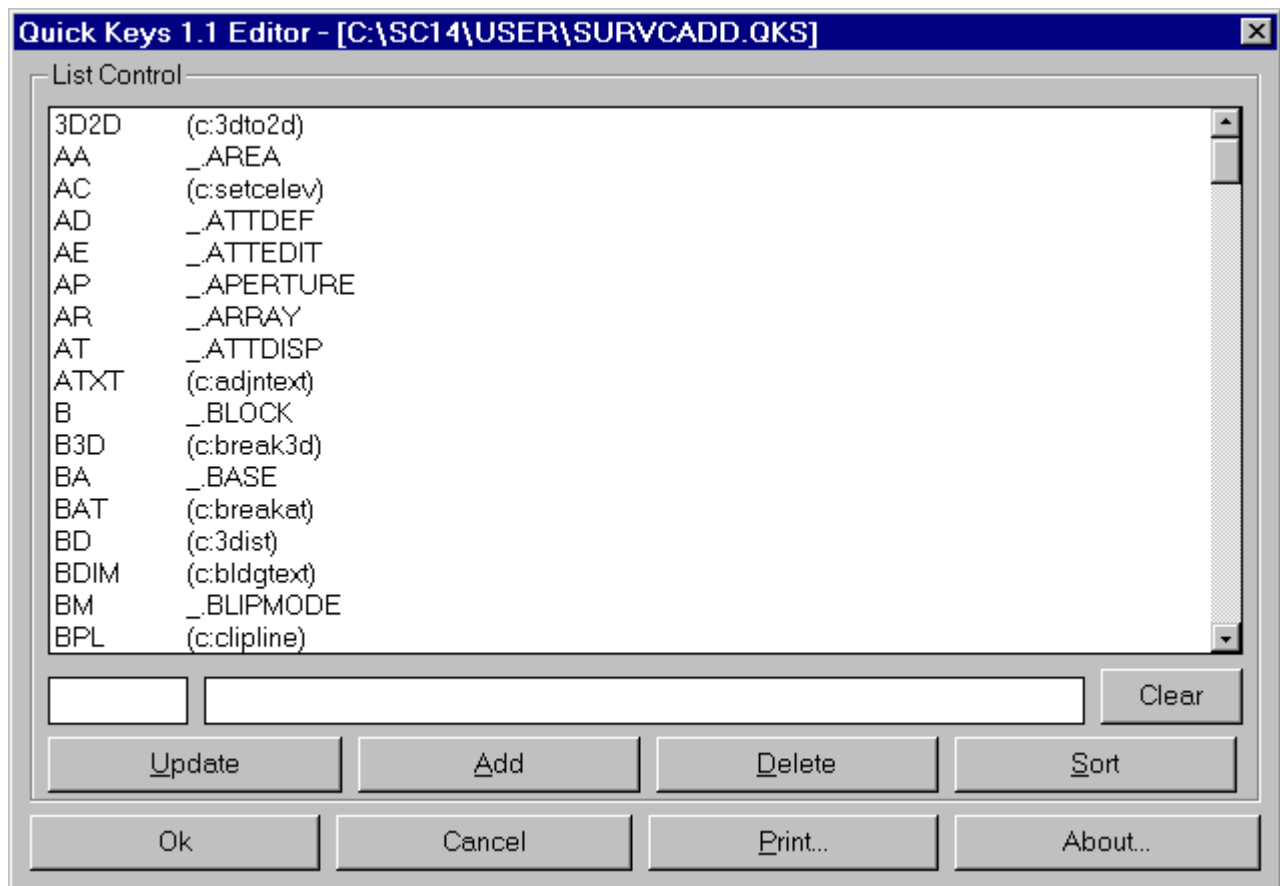 Quick Keys 1.1 Editor - [C:\SC14\USER\SURVCADD.QKS]
List Control
3D2D (c:3dto2d)
AA _.AREA
AC (c:setcelev)
AD _.ATTDEF
AE _.ATTEDIT
AP _.APERTURE
AR _.ARRAY
AT _.ATTDISP
ATXT (c:adjntext)
B _.BLOCK
B3D (c:break3d)
BA _.BASE
BAT (c:breakat)
BD (c:3dist)
BDIM (c:bldgtext)
BM _.BLIPMODE
BPL (c:clipline)
Clear
Update Add Delete Sort
Ok Cancel Print... About...